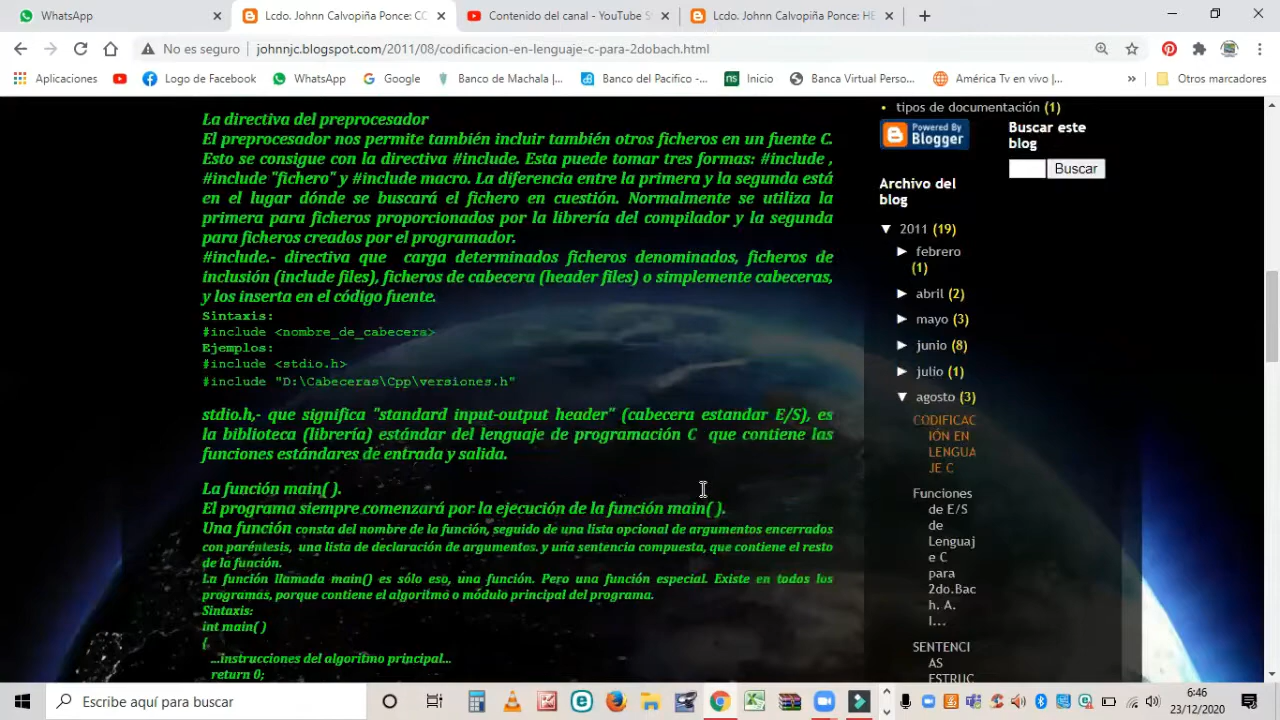 WhatsApp
Lcdo. Johnn Calvopiña Ponce: CC
Contenido del canal - YouTube S
Lcdo. Johnn Calvopiña Ponce: HE
No es seguro
johnnjc.blogspot.com/2011/08/codificacion-en-lenguaje-c-para-2dobach.html
Aplicaciones
Logo de Facebook
WhatsApp
Google
Banco de Machala |...
Banco del Pacifico -...
Inicio
Banca Virtual Perso...
América Tv en vivo |...
»
Otros marcadores
La directiva del preprocesador
El preprocesador nos permite también incluir también otros ficheros en un fuente C.
Esto se consigue con la directiva #include. Esta puede tomar tres formas: #include ,
#include "fichero" y #include macro. La diferencia entre la primera y la segunda está
en el lugar dónde se buscará el fichero en cuestión. Normalmente se utiliza la
primera para ficheros proporcionados por la librería del compilador y la segunda
para ficheros creados por el programador.
#include.- directiva que carga determinados ficheros denominados, ficheros de
inclusión (include files), ficheros de cabecera (header files) o simplemente cabeceras,
y los inserta en el código fuente.
Sintaxis:
#include <nombre_de_cabecera>
Ejemplos:
#include <stdio.h>
#include "D:\Cabeceras\Cpp\versiones.h"
stdio.h,- que significa "standard input-output header" (cabecera estandar E/S), es
la biblioteca (librería) estándar del lenguaje de programación C que contiene las
funciones estándares de entrada y salida.
La función main( ).
El programa siempre comenzará por la ejecución de la función main( ).
Una función consta del nombre de la función, seguido de una lista opcional de argumentos encerrados
con paréntesis, una lista de declaración de argumentos. y una sentencia compuesta, que contiene el resto
de la función.
La función llamada main() es sólo eso, una función. Pero una función especial. Existe en todos los
programas, porque contiene el algoritmo o módulo principal del programa.
Sintaxis:
int main( )
{
...instrucciones del algoritmo principal...
return 0;
tipos de documentación (1)
Powered By
Blogger
Archivo del
blog
▼ 2011 (19)
► febrero
(1)
► abril (2)
► mayo (3)
► junio (8)
► julio (1)
▼ agosto (3)
CODIFICAC
IÓN EN
LENGUA
JE C
Funciones
de E/S
de
Lenguaj
e C
para
2do.Bac
h. A.
I...
SENTENCI
AS
ESTRUC
Buscar este
blog
Buscar
Escribe aquí para buscar
6:46
23/12/2020